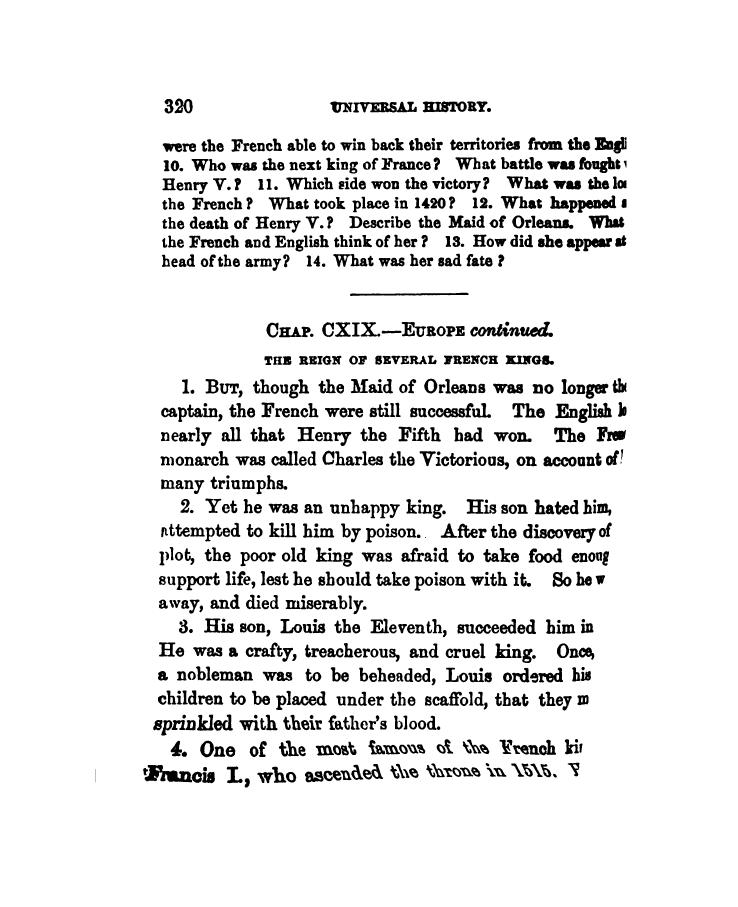 320 UNIVERSAL HISTORY.
were the French able to win back their territories from the Engli
10. Who was the next king of France? What battle was fought
Henry V.? 11. Which side won the victory? What was the
the French? What took place in 1420? 12. What happened
the death of Henry V.? Describe the Maid of Orleans. What
the French and English think of her? 13. How did she appear at
head of the army? 14. What was her sad fate?
CHAP. CXIX.—EUROPE continued.
THE REIGN OF SEVERAL FRENCH KINGS.
1. BUT, though the Maid of Orleans was no longer
captain, the French were still successful. The English
nearly all that Henry the Fifth had won. The
monarch was called Charles the Victorious, on account of
many triumphs.
2. Yet he was an unhappy king. His son hated him,
attempted to kill him by poison. After the discovery of
plot, the poor old king was afraid to take food enoug
support life, lest he should take poison with it. So he w
away, and died miserably.
3. His son, Louis the Eleventh, succeeded him in
He was a crafty, treacherous, and cruel king. Once,
a nobleman was to be beheaded, Louis ordered his
children to be placed under the scaffold, that they m
sprinkled with their father's blood.
4. One of the most famous of the French ki
Francis I., who ascended the throne in 1515.